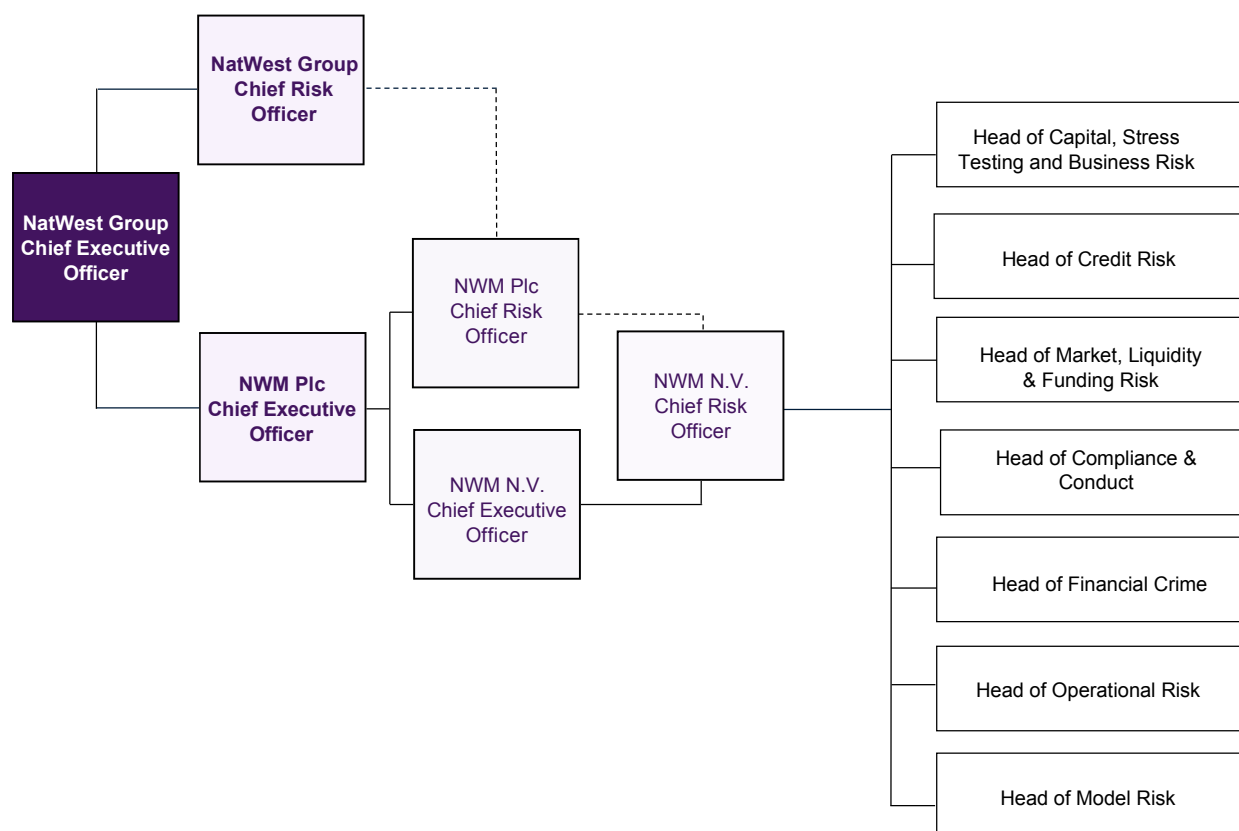 NatWest Group
Chief Risk
Officer
NatWest Group
Chief Executive
Officer
NWM Plc
Chief Executive
Officer
NWM Plc
Chief Risk
Officer
NWM N.V.
Chief Executive
Officer
NWM N.V.
Chief Risk
Officer
Head of Capital, Stress
Testing and Business Risk
Head of Credit Risk
Head of Market, Liquidity
& Funding Risk
Head of Compliance &
Conduct
Head of Financial Crime
Head of Operational Risk
Head of Model Risk